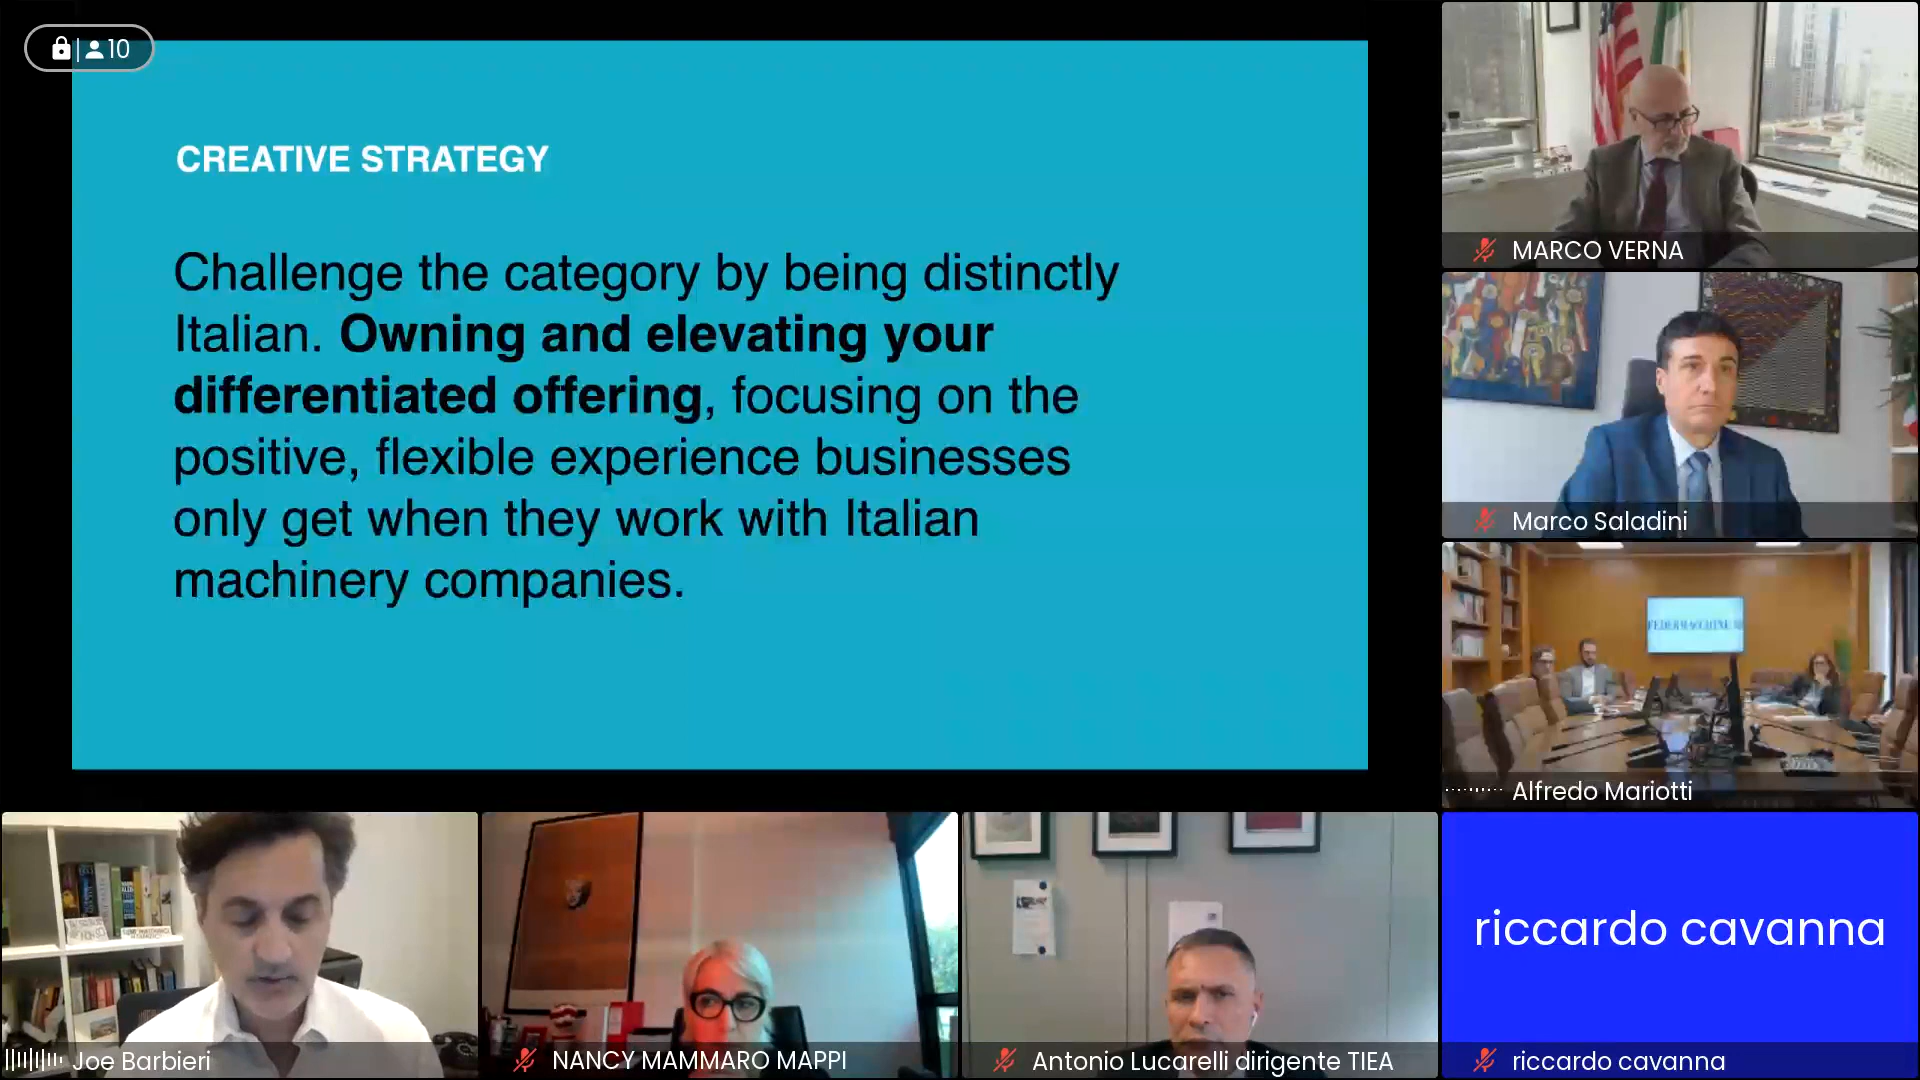 10
CREATIVE STRATEGY
Challenge the category by being distinctly
Italian. Owning and elevating your
differentiated offering, focusing on the
positive, flexible experience businesses
only get when they work with Italian
machinery companies.
MARCO VERNA
Marco Saladini
FEDERMACCHINE
Alfredo Mariotti
Joe Barbieri
NANCY MAMMARO MAPPI
Antonio Lucarelli dirigente TIEA
riccardo cavanna
riccardo cavanna